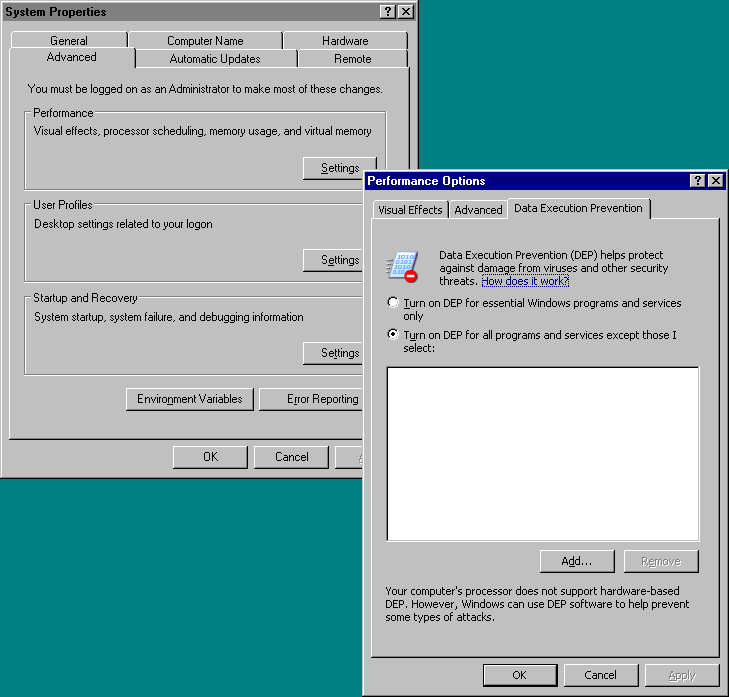 System Properties
General
Computer Name
Hardware
Advanced
Automatic Updates
Remote
You must be logged on as an Administrator to make most of these changes.
Performance
Visual effects, processor scheduling, memory usage, and virtual memory
Settings
User Profiles
Desktop settings related to your logon
Settings
Startup and Recovery
System startup, system failure, and debugging information
Settings
Environment Variables
Error Reporting
OK
Cancel
Performance Options
Visual Effects
Advanced
Data Execution Prevention
Data Execution Prevention (DEP) helps protect
against damage from viruses and other security
threats. How does it work?
Turn on DEP for essential Windows programs and services
only
Turn on DEP for all programs and services except those I
select:
Add...
Remove
Your computer's processor does not support hardware-based
DEP. However, Windows can use DEP software to help prevent
some types of attacks.
OK
Cancel
Apply